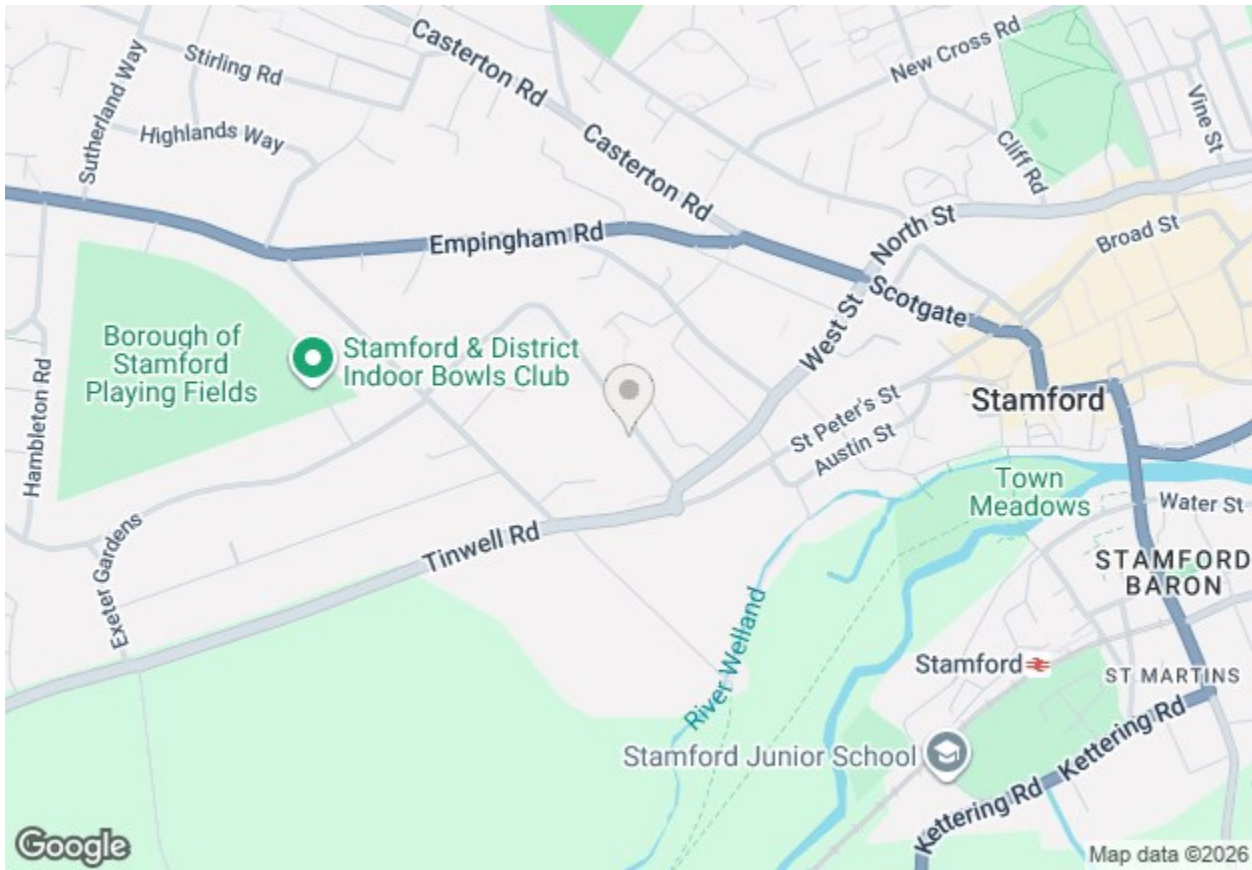 Sutherland Way
Stirling Rd
Highlands Way
Casterton Rd
Casterton Rd
New Cross Rd
Cliff Rd
Vine St
Empingham Rd
North St
Broad St
Scotgate
West St
Borough of
Stamford
Playing Fields
Stamford & District
Indoor Bowls Club
Hambleton Rd
St Peter's St
Austin St
Stamford
Town
Meadows
Water St
Tinwell Rd
Exeter Gardens
STAMFORD
BARON
River Welland
Stamford
ST MARTINS
Stamford Junior School
Kettering Rd
Kettering Rd
Google
Map data ©2026